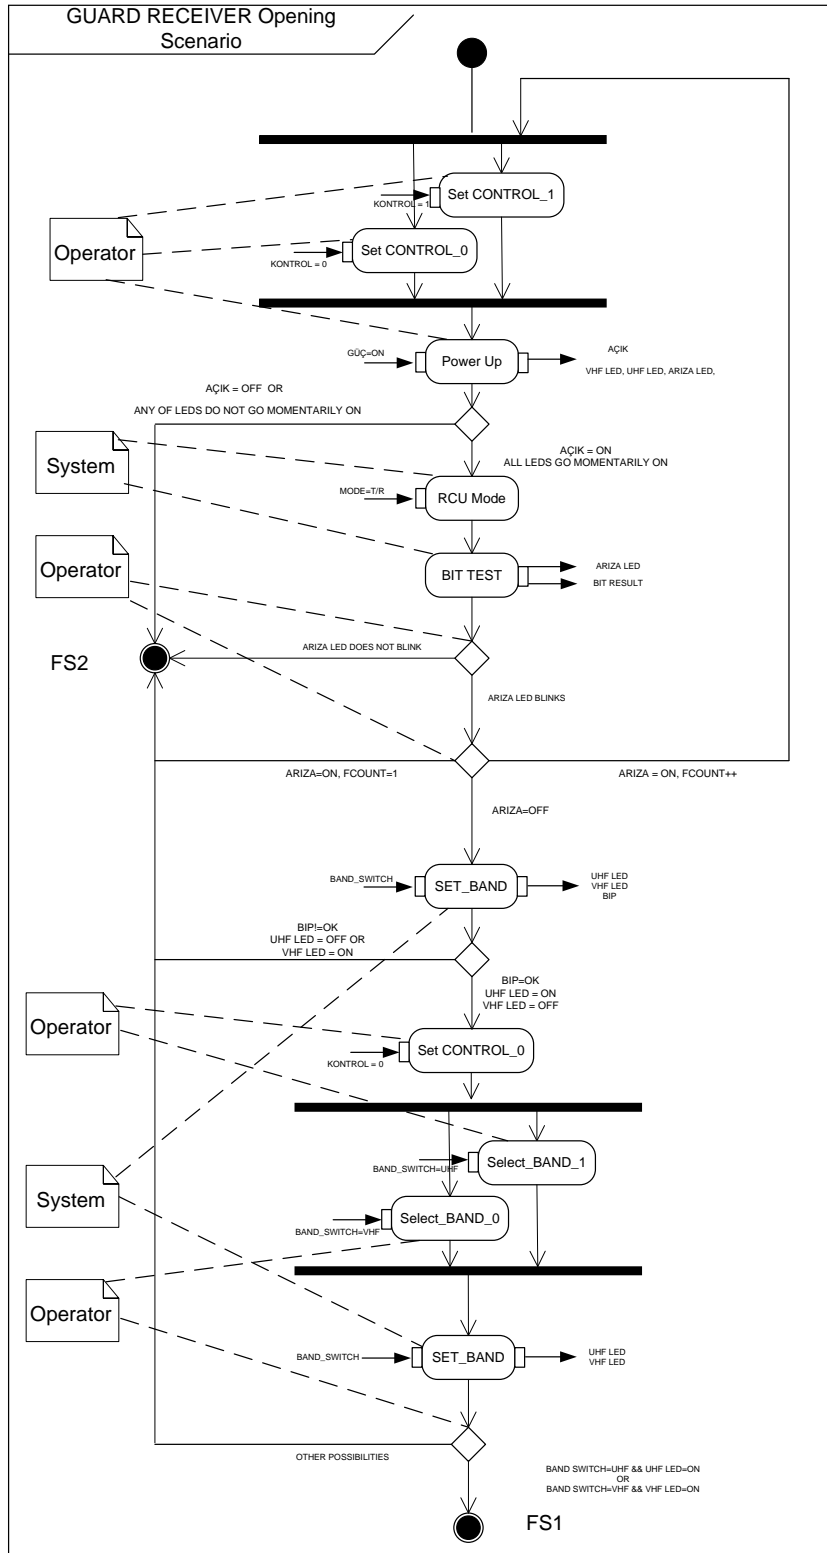 GUARD RECEIVER Opening
Scenario
Set CONTROL_1
KONTROL = 1
Operator
Set CONTROL_0
KONTROL = 0
GÜÇ=ON
Power Up
AÇIK
VHF LED, UHF LED, ARIZA LED,
AÇIK = OFF OR
ANY OF LEDS DO NOT GO MOMENTARILY ON
System
AÇIK = ON
ALL LEDS GO MOMENTARILY ON
MODE=T/R
RCU Mode
Operator
BIT TEST
ARIZA LED
BIT RESULT
FS2
ARIZA LED DOES NOT BLINK
ARIZA LED BLINKS
ARIZA=ON, FCOUNT=1
ARIZA = ON, FCOUNT++
ARIZA=OFF
BAND_SWITCH
SET_BAND
UHF LED
VHF LED
BIP
BIP!=OK
UHF LED = OFF OR
VHF LED = ON
BIP=OK
UHF LED = ON
VHF LED = OFF
Operator
Set CONTROL_0
KONTROL = 0
Select_BAND_1
BAND_SWITCH=UHF
System
Select_BAND_0
BAND_SWITCH=VHF
Operator
BAND_SWITCH
SET_BAND
UHF LED
VHF LED
OTHER POSSIBILITIES
BAND SWITCH=UHF && UHF LED=ON
OR
BAND SWITCH=VHF && VHF LED=ON
FS1